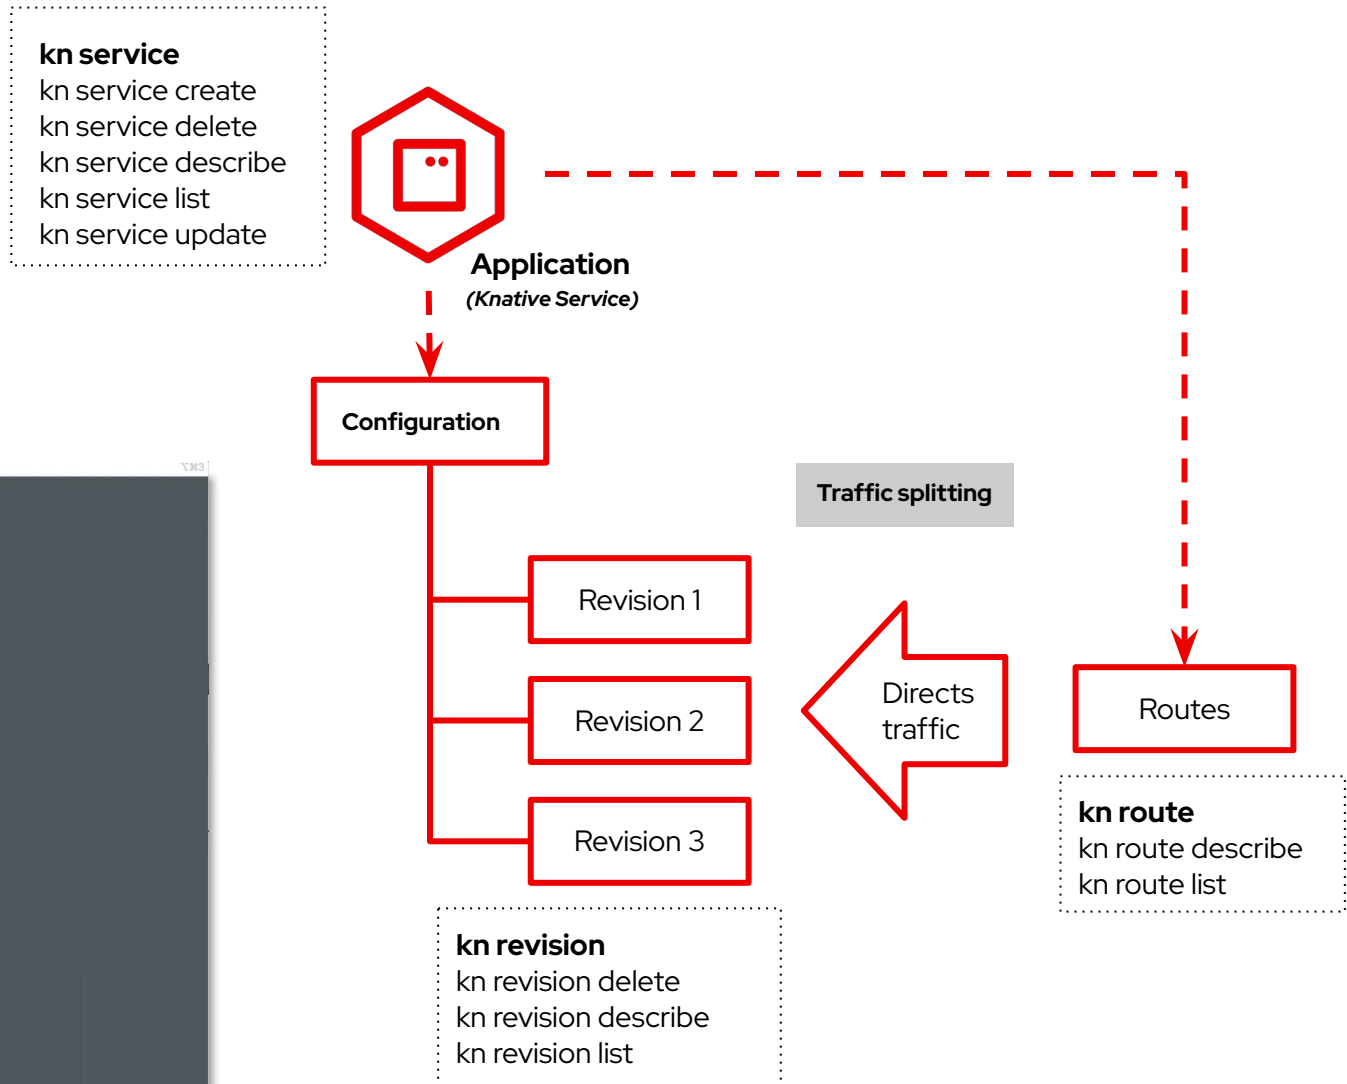 kn service
kn service create
kn service delete
kn service describe
kn service list
kn service update
Application
(Knative Service)
Configuration
⌥⌘3
Traffic splitting
Revision 1
Revision 2
Revision 3
Directs
traffic
Routes
kn route
kn route describe
kn route list
kn revision
kn revision delete
kn revision describe
kn revision list